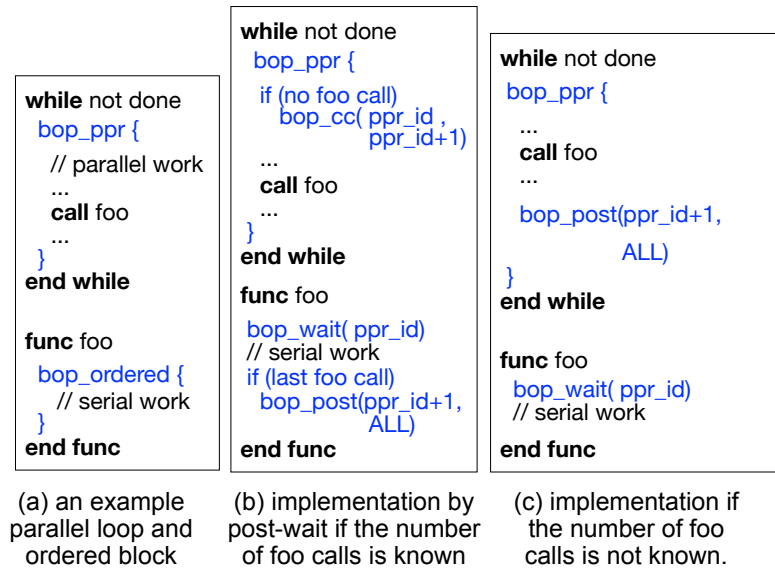 while not done
bop_ppr {
// parallel work
...
call foo
...
}
end while
func foo
bop_ordered {
// serial work
}
end func
(a) an example
parallel loop and
ordered block
while not done
bop_ppr {
if (no foo call)
bop_cc( ppr_id ,
ppr_id+1)
...
call foo
...
}
end while
func foo
bop_wait( ppr_id)
// serial work
if (last foo call)
bop_post(ppr_id+1,
ALL)
end func
(b) implementation by
post-wait if the number
of foo calls is known
while not done
bop_ppr {
...
call foo
...
bop_post(ppr_id+1,
ALL)
}
end while
func foo
bop_wait( ppr_id)
// serial work
end func
(c) implementation if
the number of foo
calls is not known.